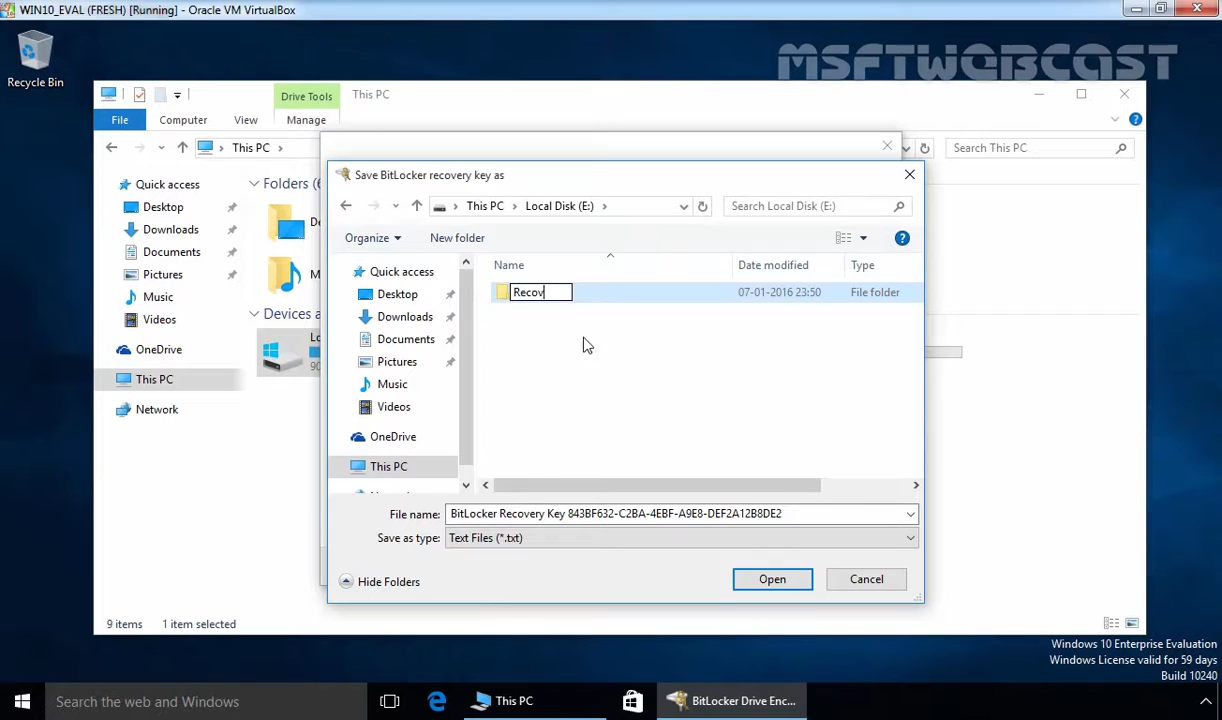 WIN10_EVAL (FRESH) [Running] - Oracle VM VirtualBox
Recycle Bin
MSFTWEBCAST
Drive Tools
This PC
File
Computer
View
Manage
This PC
Search This PC
Quick access
Desktop
Downloads
Documents
Pictures
Music
Videos
OneDrive
This PC
Network
Folders (6
De
M
Devices a
Lo
90
Save BitLocker recovery key as
This PC
Local Disk (E:)
Search Local Disk (E:)
Organize
New folder
Quick access
Desktop
Downloads
Documents
Pictures
Music
Videos
OneDrive
This PC
Name
Date modified
Type
Recov
07-01-2016 23:50
File folder
File name:
BitLocker Recovery Key 843BF632-C2BA-4EBF-A9E8-DEF2A12B8DE2
Save as type:
Text Files (*.txt)
Hide Folders
Open
Cancel
9 items
1 item selected
Windows 10 Enterprise Evaluation
Windows License valid for 59 days
Build 10240
Search the web and Windows
This PC
BitLocker Drive Enc...